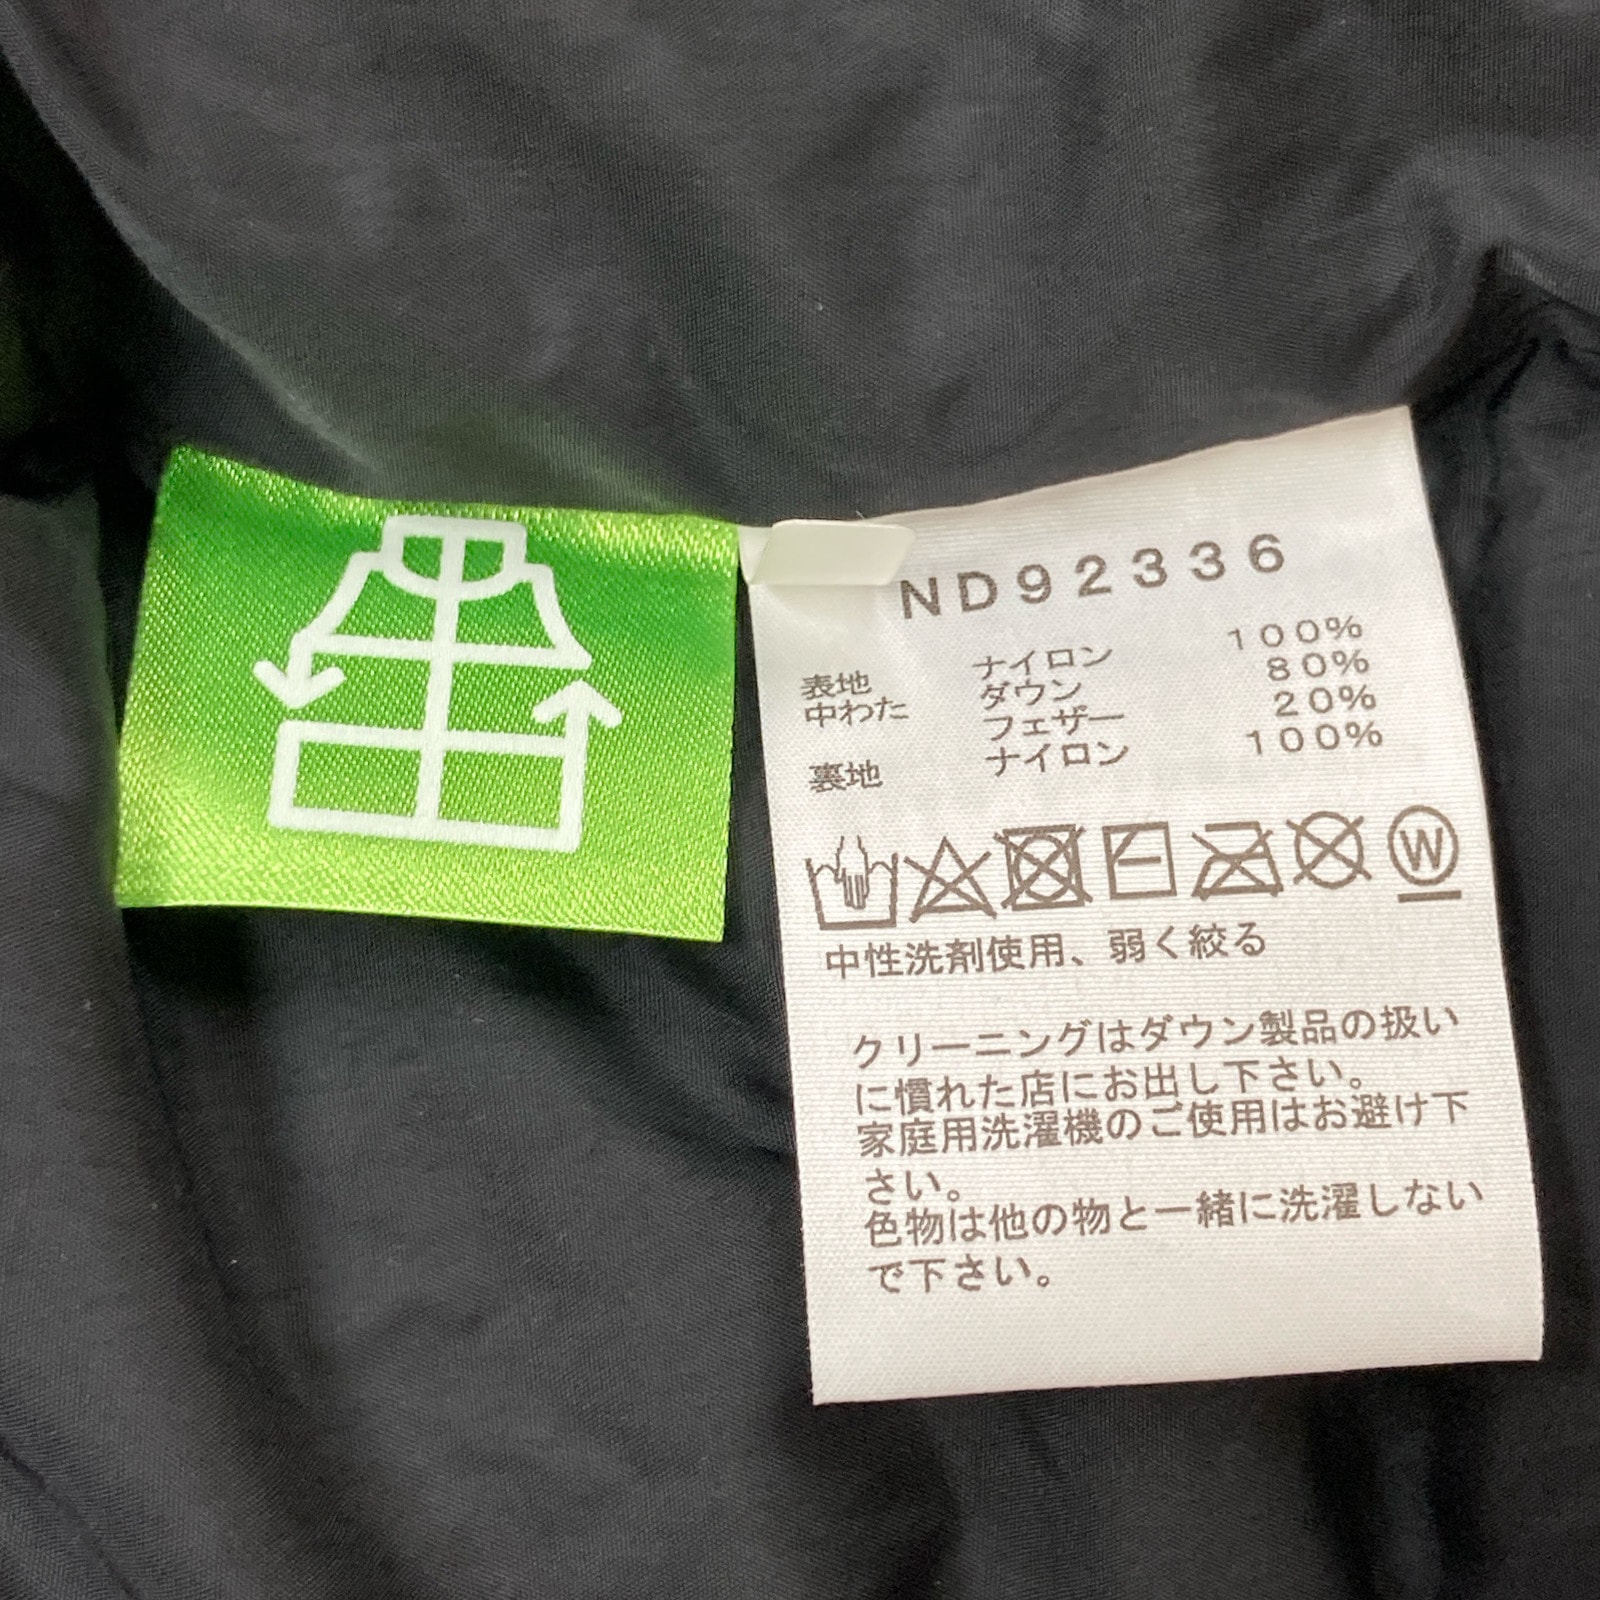 ND92336
表地 ナイロン 100%
中わた ダウン 80%
フェザー 20%
裏地 ナイロン 100%
W
中性洗剤使用、弱く絞る
クリーニングはダウン製品の扱い
に慣れた店にお出し下さい。
家庭用洗濯機のご使用はお避け下
さい。
色物は他の物と一緒に洗濯しない
で下さい。